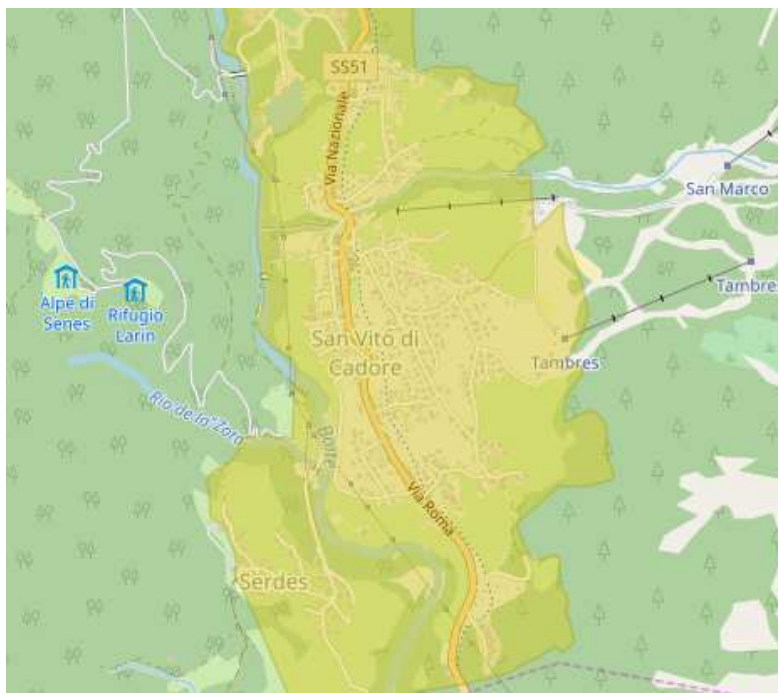 SS51
Via Nazionale
San Marco
Tambres
Alpe di
Senes
Rifugio
Larin
San Vito di
Cadore
Tambres
Rio de la Zora
Boite
Via Roma
Serdes